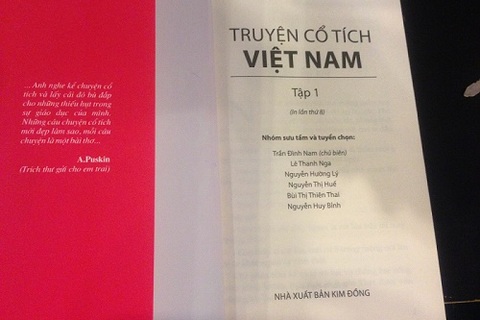 ...Anh nghe kể chuyện cổ
tích và lấy cái đó bù đắp
cho những thiếu hụt trong
sự giáo dục của mình.
Những câu chuyện cổ tích
mới đẹp làm sao, mỗi câu
chuyện là một bài thơ...
A.Puskin
(Trích thư gửi cho em trai)
TRUYỆN CỔ TÍCH
VIỆT NAM
Tập 1
(In lần thứ 8)
Nhóm sưu tầm và tuyển chọn:
Trần Đình Nam (chủ biên)
Lê Thanh Nga
Nguyễn Hường Lý
Nguyễn Thị Huế
Bùi Thị Thiên Thai
Nguyễn Huy Bỉnh
NHÀ XUẤT BẢN KIM ĐỒNG